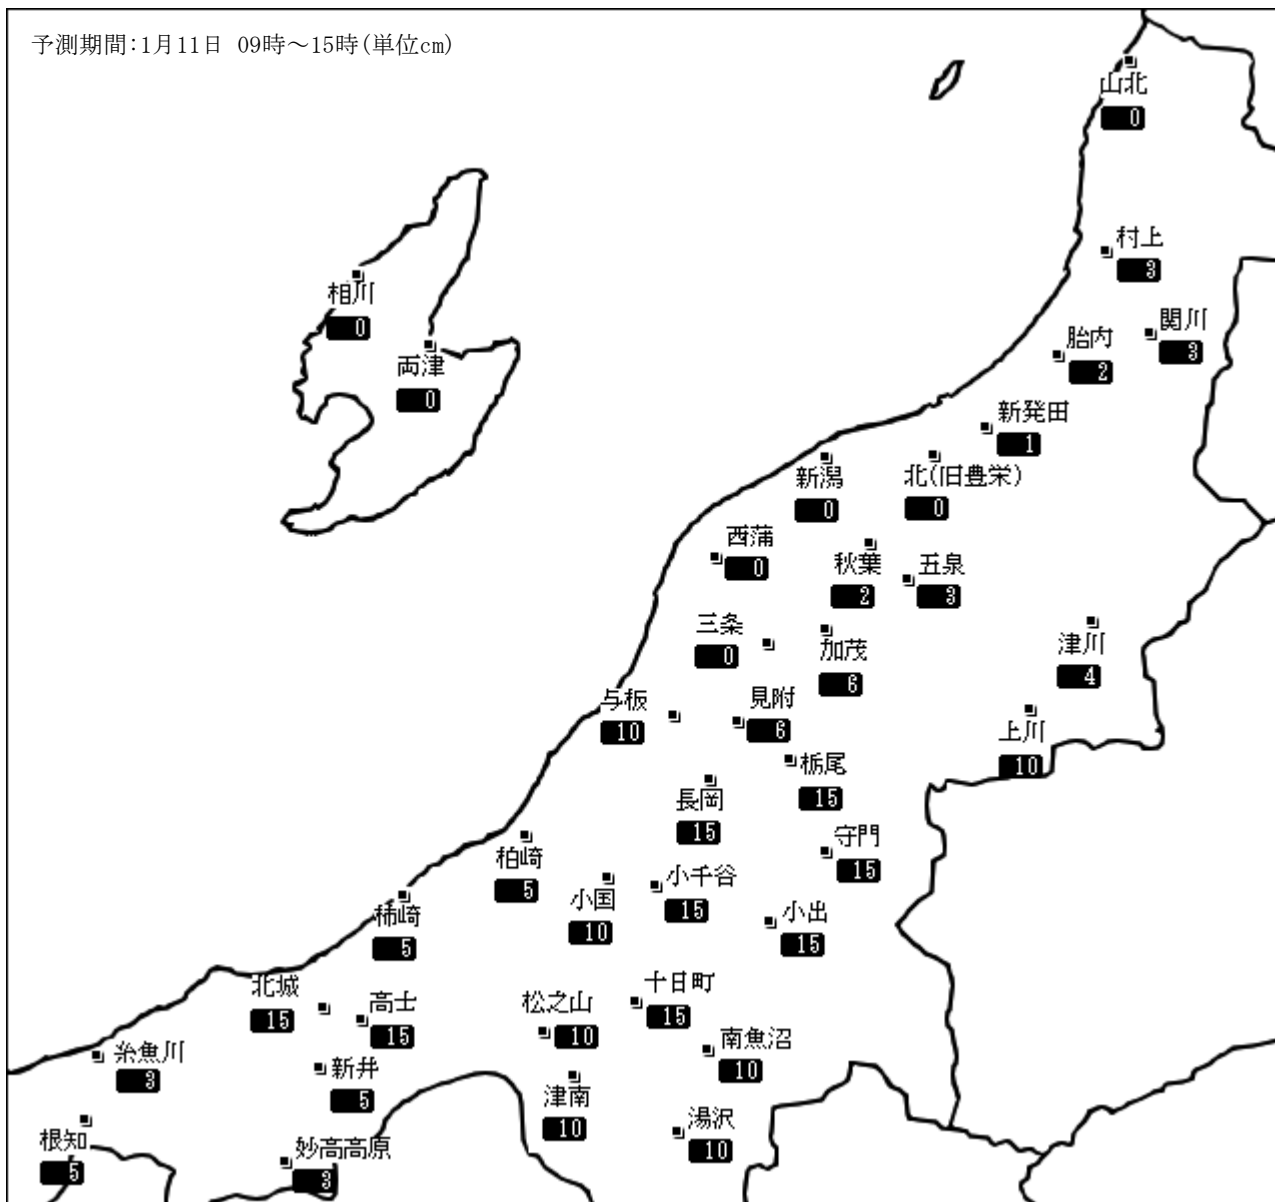 予測期間:1月11日 09時～15時(単位cm)
山北
0
村上
3
相川
0
関川
3
胎内
2
両津
0
新発田
1
新潟
0
北(旧豊栄)
0
西蒲
0
秋葉
2
五泉
3
三条
0
加茂
6
津川
4
与板
10
見附
6
上川
10
栃尾
15
長岡
15
守門
15
柏崎
5
小千谷
15
小国
10
小出
15
柿崎
5
北城
15
高士
15
松之山
10
十日町
15
南魚沼
10
糸魚川
3
新井
5
津南
10
湯沢
10
根知
5
妙高高原
3